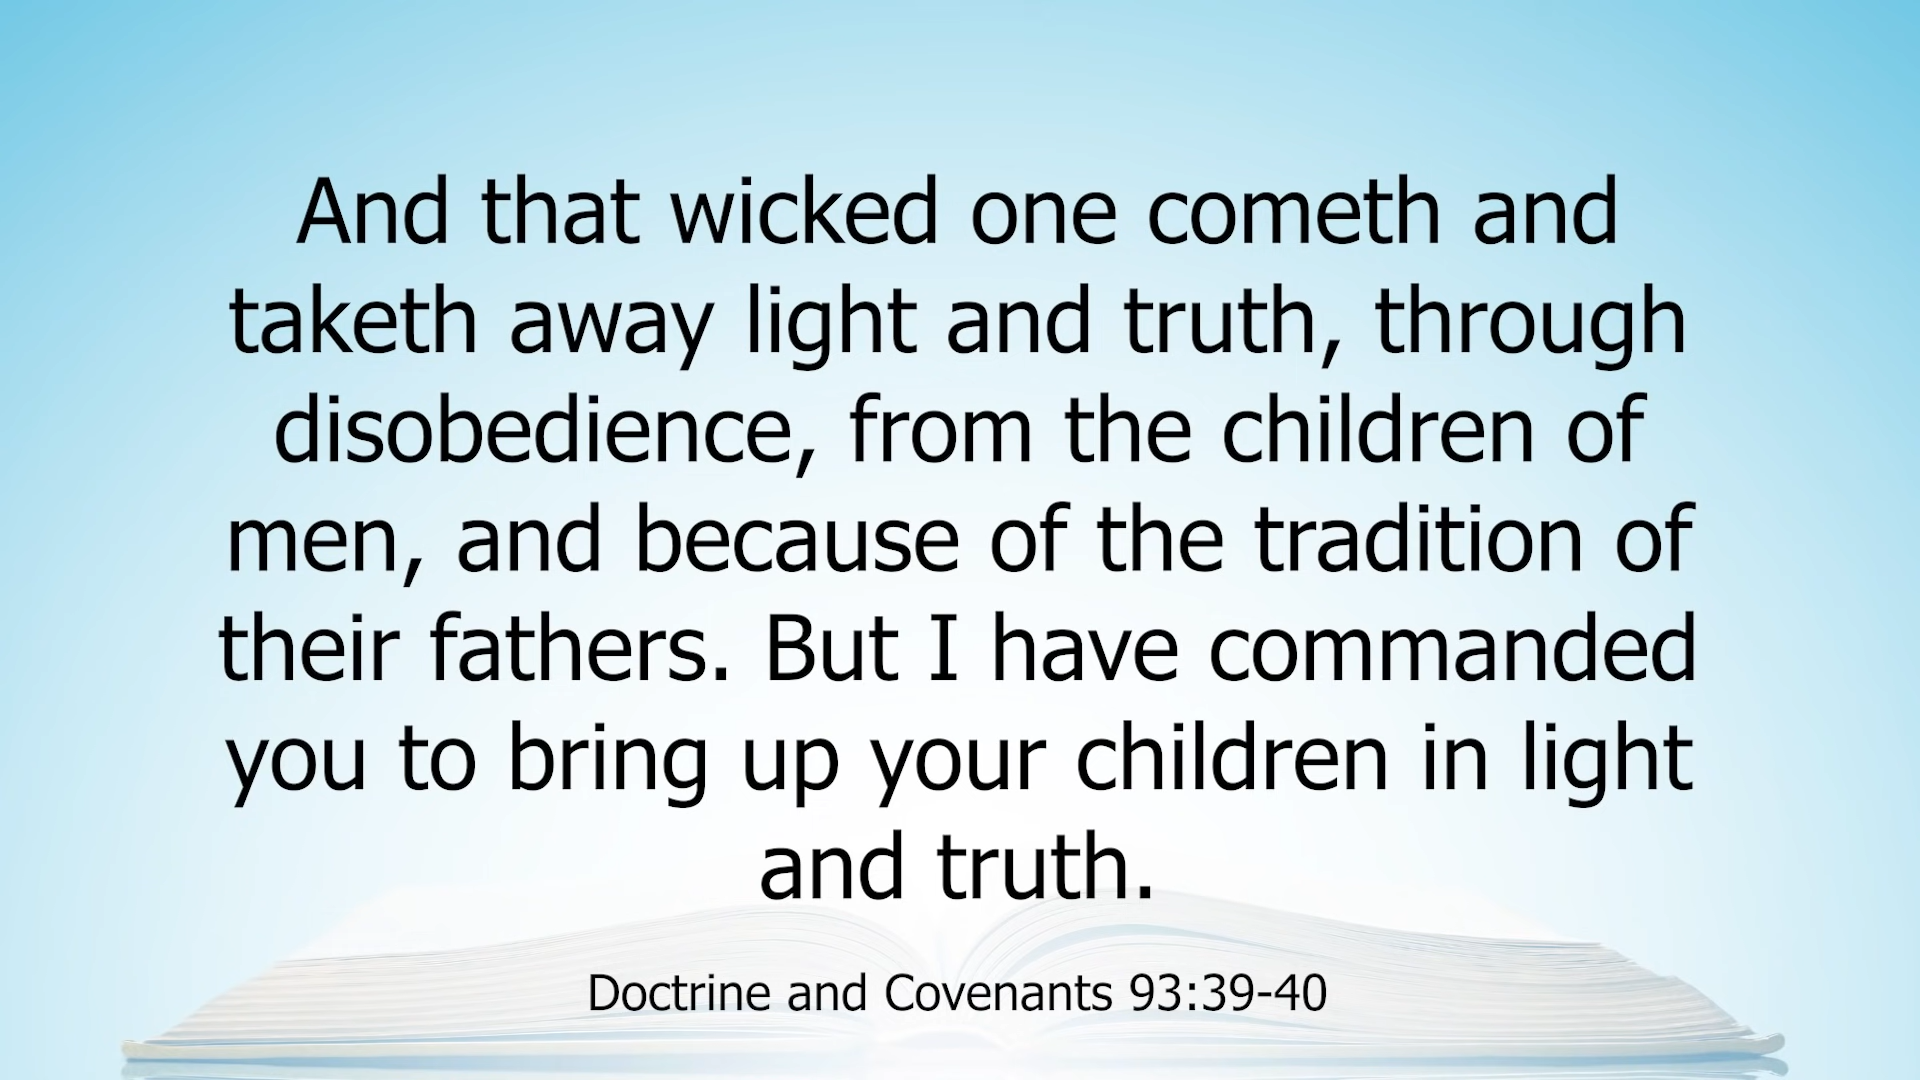 And that wicked one cometh and
taketh away light and truth, through
disobedience, from the children of
men, and because of the tradition of
their fathers. But I have commanded
you to bring up your children in light
and truth.
Doctrine and Covenants 93:39-40